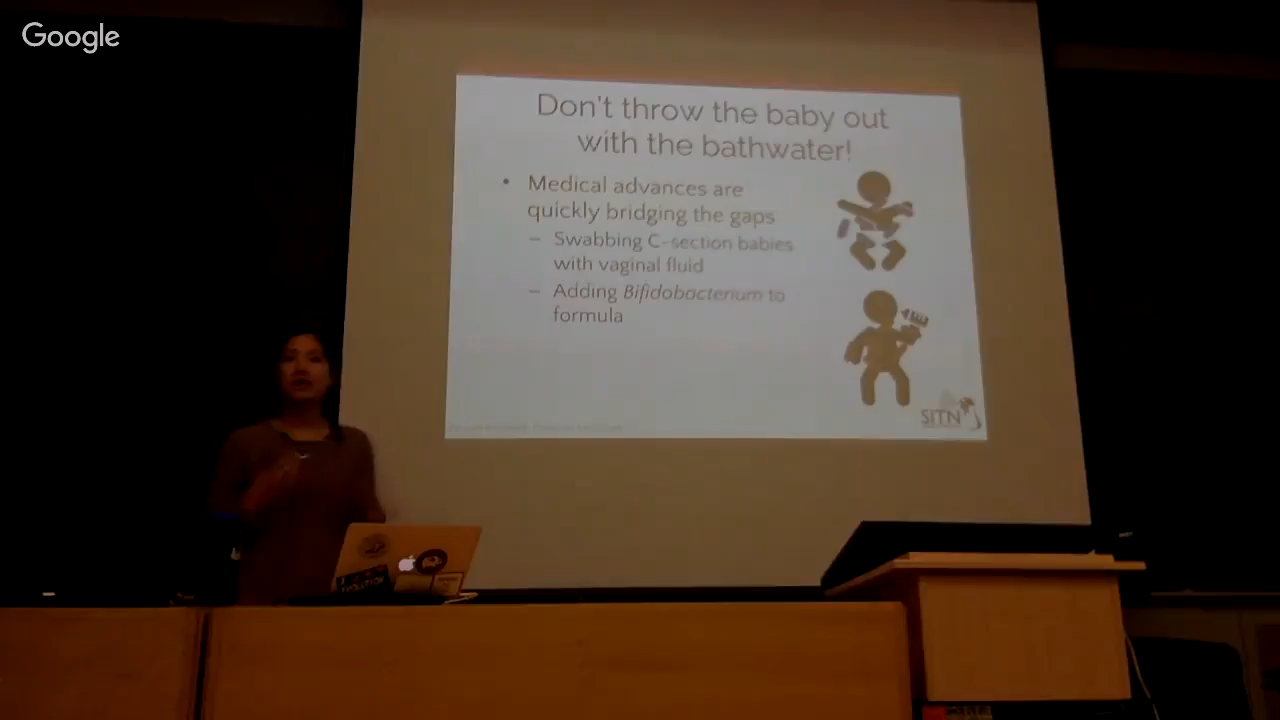 Google
Don't throw the baby out
with the bathwater!
• Medical advances are
quickly bridging the gaps
– Swabbing C-section babies
with vaginal fluid
– Adding Bifidobacterium to
formula
SITN
EVOLUTION